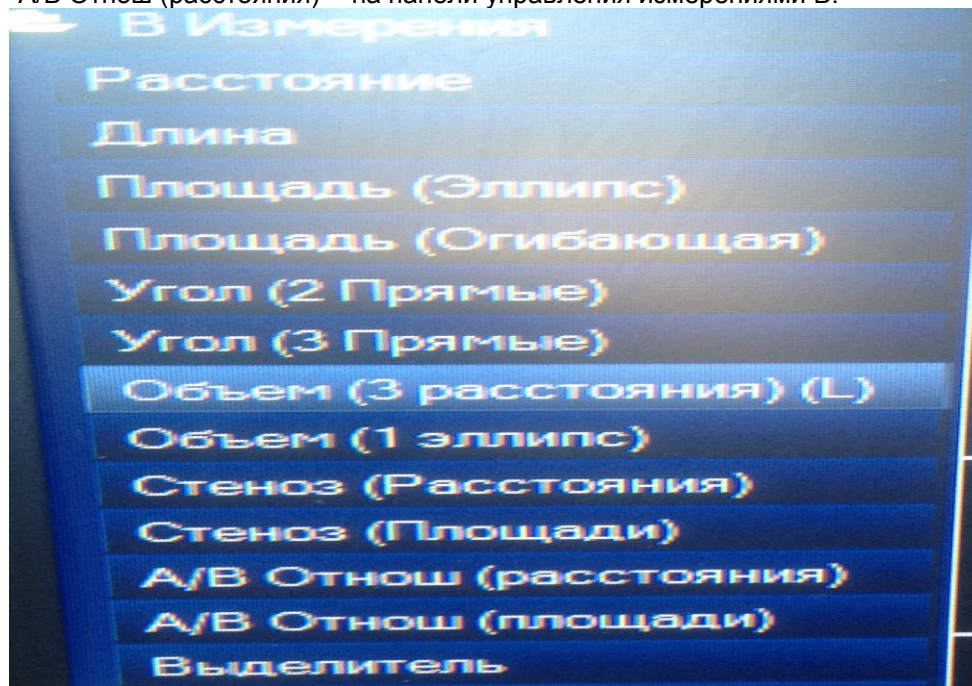 А/В Отнош (расстояния) – на панели управления измерениями В.
В Измерения
Расстояние
Длина
Площадь (Эллипс)
Площадь (Огибающая)
Угол (2 Прямые)
Угол (3 Прямые)
Объем (3 расстояния) (L)
Объем (1 эллипс)
Стеноз (Расстояния)
Стеноз (Площади)
А/В Отнош (расстояния)
А/В Отнош (площади)
Выделитель